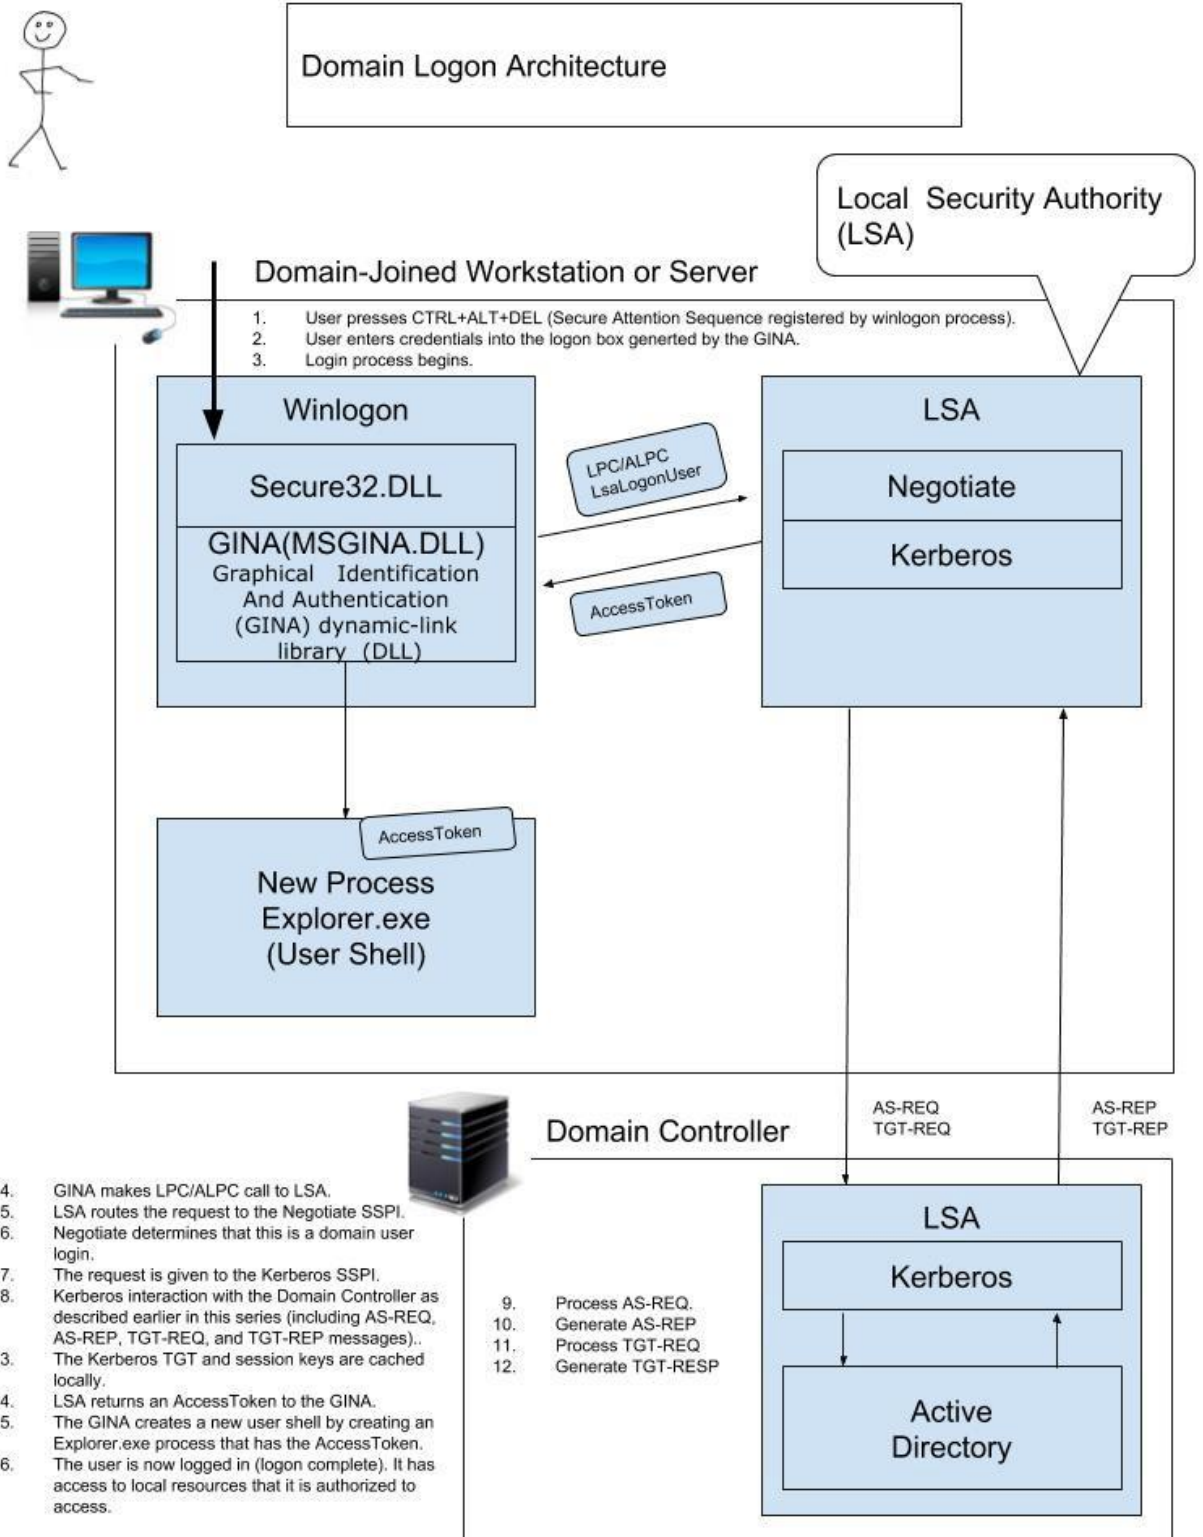 Domain Logon Architecture
Local Security Authority
(LSA)
Domain-Joined Workstation or Server
1. User presses CTRL+ALT+DEL (Secure Attention Sequence registered by winlogon process).
2. User enters credentials into the logon box generted by the GINA.
3. Login process begins.
Winlogon
Secure32.DLL
GINA(MSGINA.DLL)
Graphical Identification
And Authentication
(GINA) dynamic-link
library (DLL)
LPC/ALPC
LsaLogonUser
AccessToken
LSA
Negotiate
Kerberos
AccessToken
New Process
Explorer.exe
(User Shell)
AS-REQ
TGT-REQ
AS-REP
TGT-REP
Domain Controller
4. GINA makes LPC/ALPC call to LSA.
5. LSA routes the request to the Negotiate SSPI.
6. Negotiate determines that this is a domain user
login.
7. The request is given to the Kerberos SSPI.
8. Kerberos interaction with the Domain Controller as
described earlier in this series (including AS-REQ,
AS-REP, TGT-REQ, and TGT-REP messages)..
3. The Kerberos TGT and session keys are cached
locally.
4. LSA returns an AccessToken to the GINA.
5. The GINA creates a new user shell by creating an
Explorer.exe process that has the AccessToken.
6. The user is now logged in (logon complete). It has
access to local resources that it is authorized to
access.
9. Process AS-REQ.
10. Generate AS-REP
11. Process TGT-REQ
12. Generate TGT-RESP
LSA
Kerberos
Active
Directory